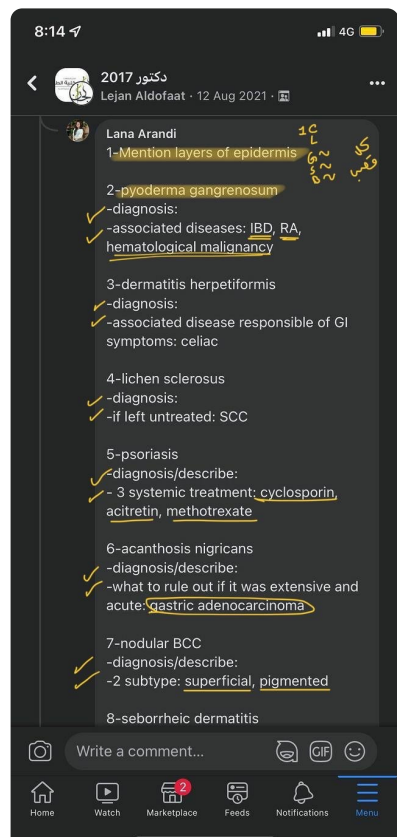 8:14
4G
دكتور 2017
Lejan Aldofaat · 12 Aug 2021 ·
Lana Arandi
1-Mention layers of epidermis
1 C
L
G
S
B
2-pyoderma gangrenosum
-diagnosis:
-associated diseases: IBD, RA,
hematological malignancy
3-dermatitis herpetiformis
-diagnosis:
-associated disease responsible of GI
symptoms: celiac
4-lichen sclerosus
-diagnosis:
-if left untreated: SCC
5-psoriasis
-diagnosis/describe:
- 3 systemic treatment: cyclosporin,
acitretin, methotrexate
6-acanthosis nigricans
-diagnosis/describe:
-what to rule out if it was extensive and
acute: gastric adenocarcinoma
7-nodular BCC
-diagnosis/describe:
-2 subtype: superficial, pigmented
8-seborrheic dermatitis
Write a comment...
GIF
2
Home
Watch
Marketplace
Feeds
Notifications
Menu